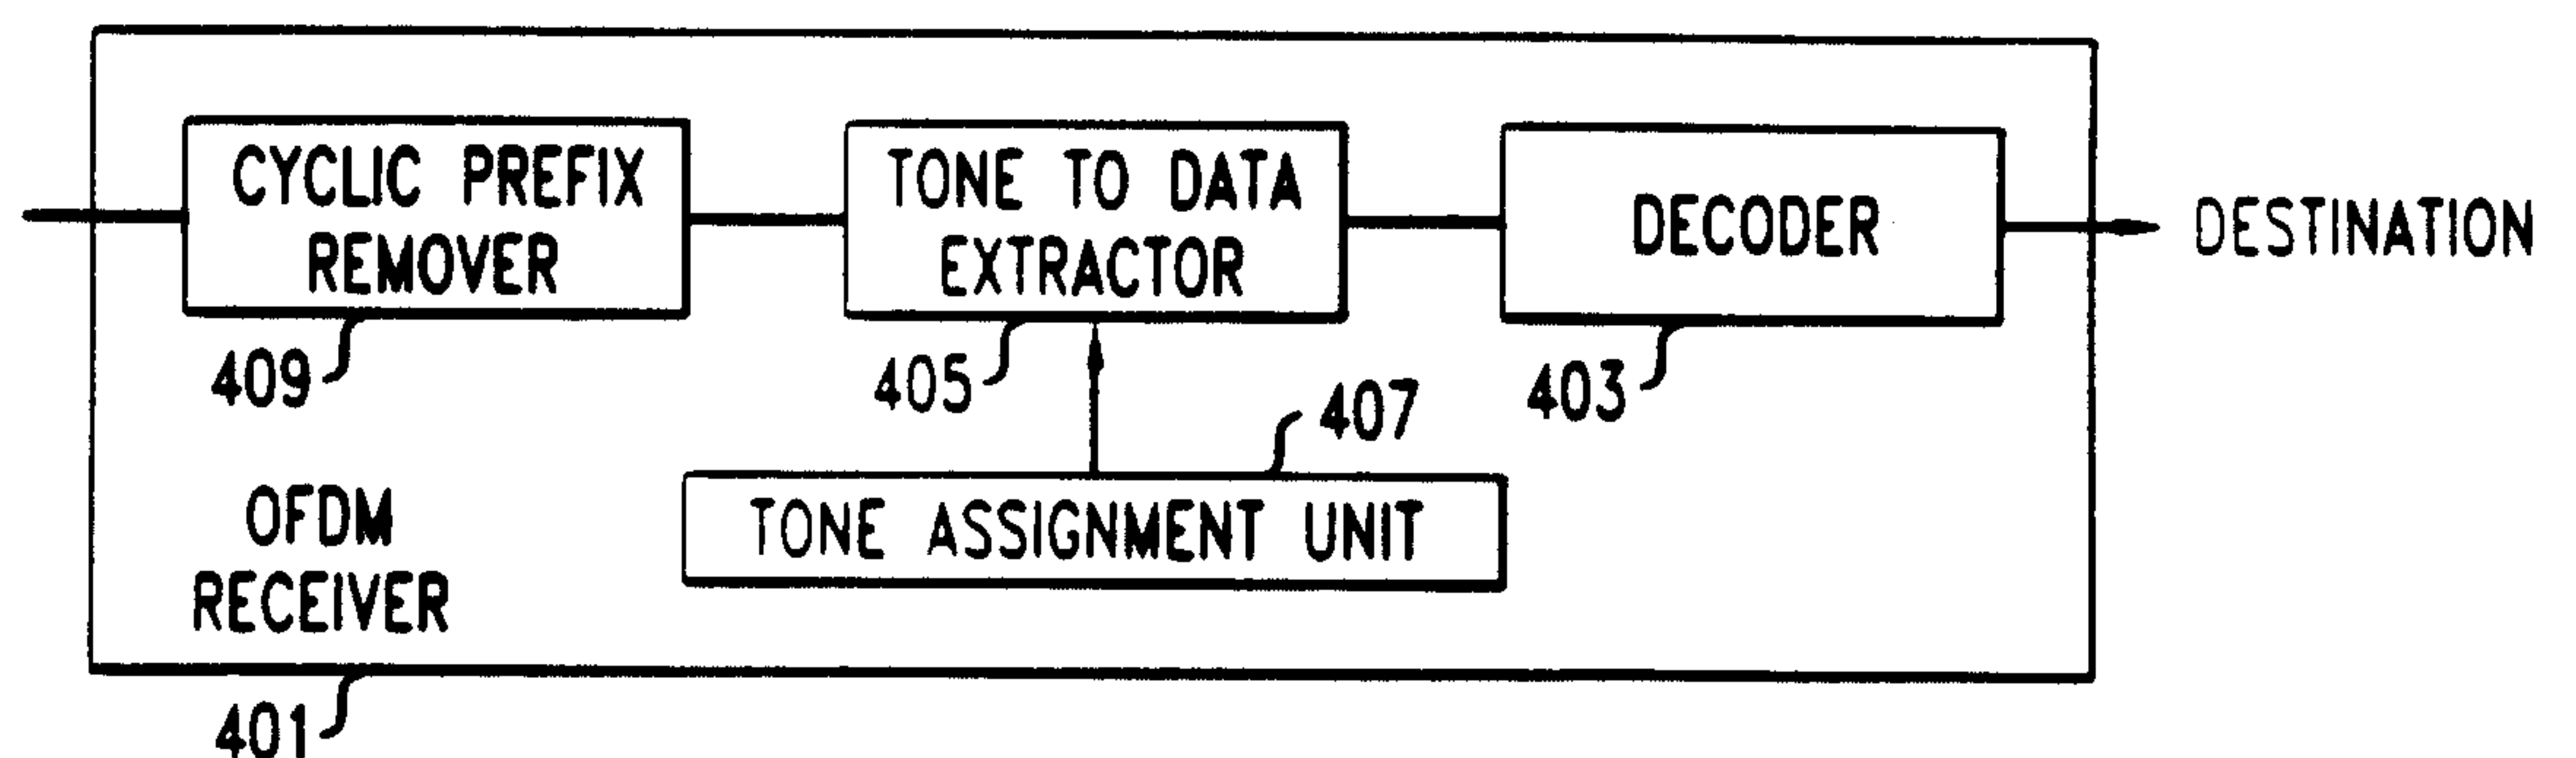 CYCLIC PREFIX
REMOVER
409
TONE TO DATA
EXTRACTOR
405
DECODER
403
DESTINATION
407
TONE ASSIGNMENT UNIT
OFDM
RECEIVER
401